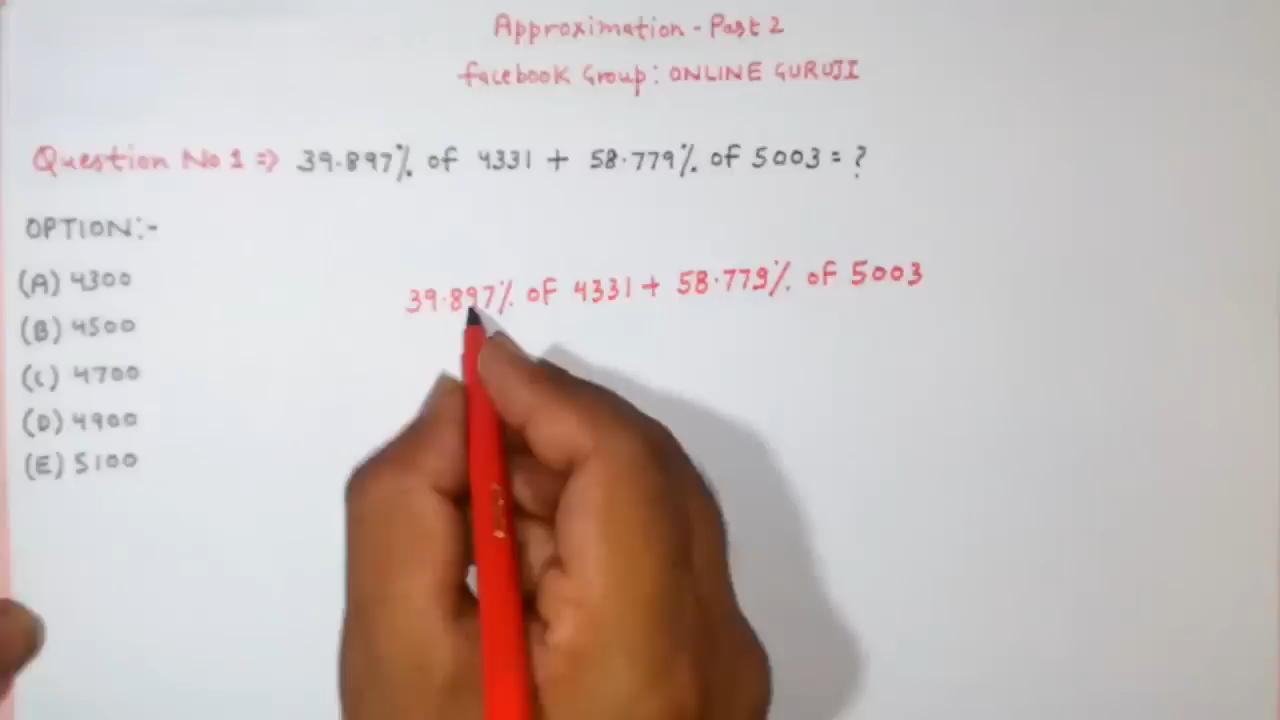 Approximation - Part 2
facebook Group: ONLINE GURUJI
Question No 1 => 39.897% of 4331 + 58.779% of 5003 = ?
OPTION:-
(A) 4300
(B) 4500
(C) 4700
(D) 4900
(E) 5100
39.897% of 4331 + 58.779% of 5003